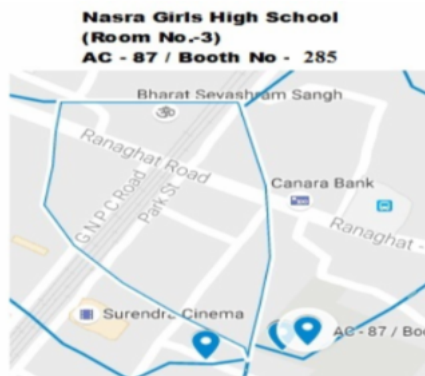 Nasra Girls High School
(Room No.-3)
AC - 87 / Booth No - 285
Bharat Sevashram Sangh
Ranaghat Road
G.N.P.C Road
Park St
Canara Bank
Ranaghat -
Surendra Cinema
AC - 87 / Boo